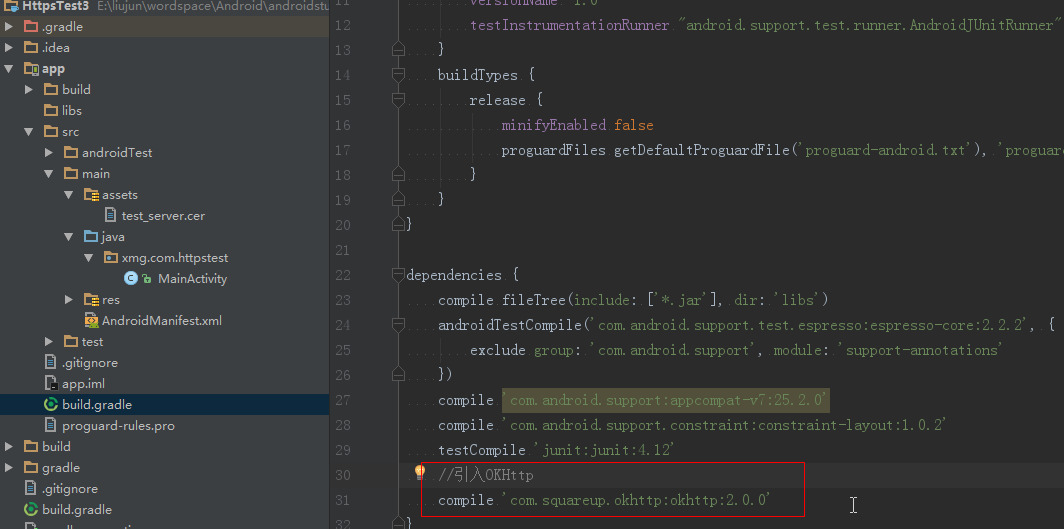 HttpsTest3 E:\liujun\wordspace\Android\androidstu
.gradle
.idea
app
build
libs
src
androidTest
main
assets
test_server.cer
java
xmg.com.httpstest
MainActivity
res
AndroidManifest.xml
test
.gitignore
app.iml
build.gradle
proguard-rules.pro
build
gradle
.gitignore
build.gradle
11 versionName "1.0"
12 testInstrumentationRunner "android.support.test.runner.AndroidJUnitRunner"
13 }
14 buildTypes {
15 release {
16 minifyEnabled false
17 proguardFiles getDefaultProguardFile('proguard-android.txt'), 'proguard
18 }
19 }
20 }
21
22 dependencies {
23 compile fileTree(include: ['*.jar'], dir: 'libs')
24 androidTestCompile('com.android.support.test.espresso:espresso-core:2.2.2', {
25 exclude group: 'com.android.support', module: 'support-annotations'
26 })
27 compile 'com.android.support:appcompat-v7:25.2.0'
28 compile 'com.android.support.constraint:constraint-layout:1.0.2'
29 testCompile 'junit:junit:4.12'
30 //引入OKHttp
31 compile 'com.squareup.okhttp:okhttp:2.0.0'
32 }